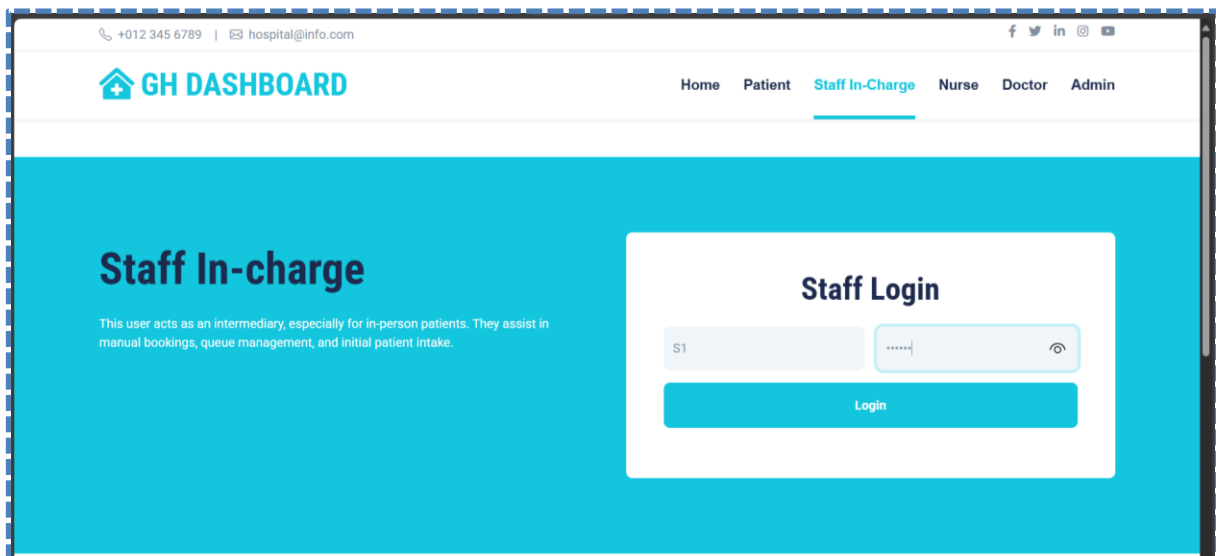 +012 345 6789 | hospital@info.com
GH DASHBOARD
Home Patient Staff In-Charge Nurse Doctor Admin
Staff In-charge
This user acts as an intermediary, especially for in-person patients. They assist in
manual bookings, queue management, and initial patient intake.
Staff Login
S1
Login